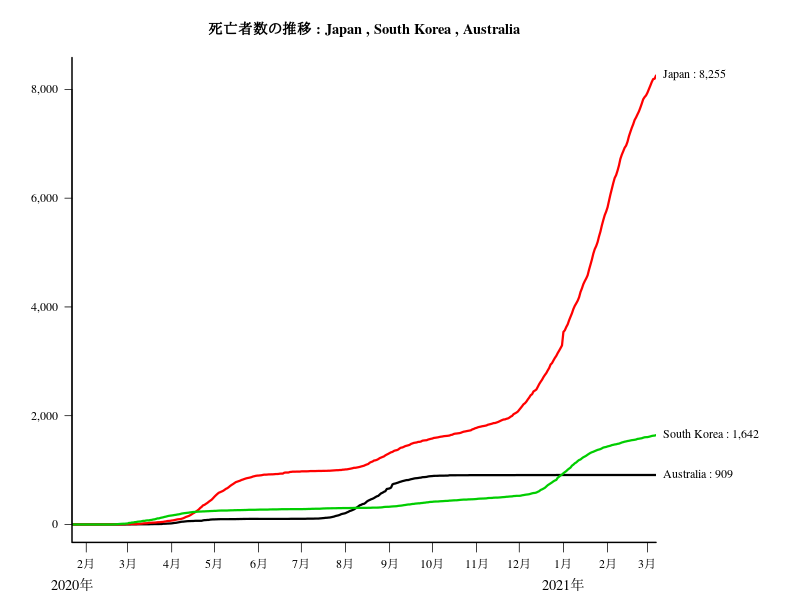 死亡者数の推移 : Japan , South Korea , Australia
Japan : 8,255
8,000
6,000
4,000
2,000
South Korea : 1,642
Australia : 909
0
2月 3月 4月 5月 6月 7月 8月 9月 10月 11月 12月 1月 2月 3月
2020年 2021年